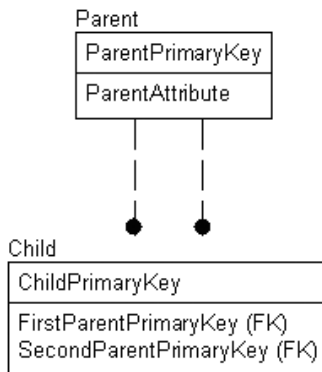 Parent
ParentPrimaryKey
ParentAttribute
Child
ChildPrimaryKey
FirstParentPrimaryKey (FK)
SecondParentPrimaryKey (FK)